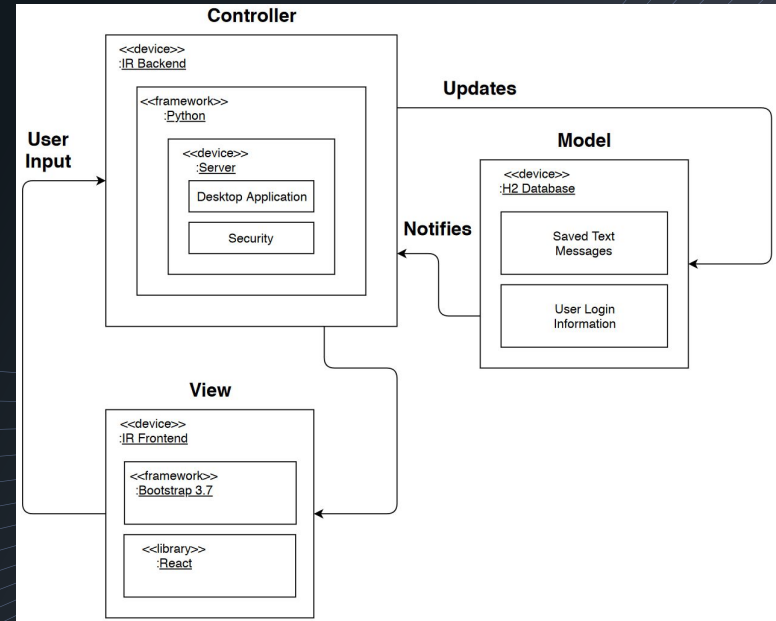 Controller
<<device>>
:IR Backend
<<framework>>
:Python
<<device>>
:Server
Desktop Application
Security
User
Input
Updates
Model
<<device>>
:H2 Database
Saved Text
Messages
User Login
Information
Notifies
View
<<device>>
:IR Frontend
<<framework>>
:Bootstrap 3.7
<<library>>
:React